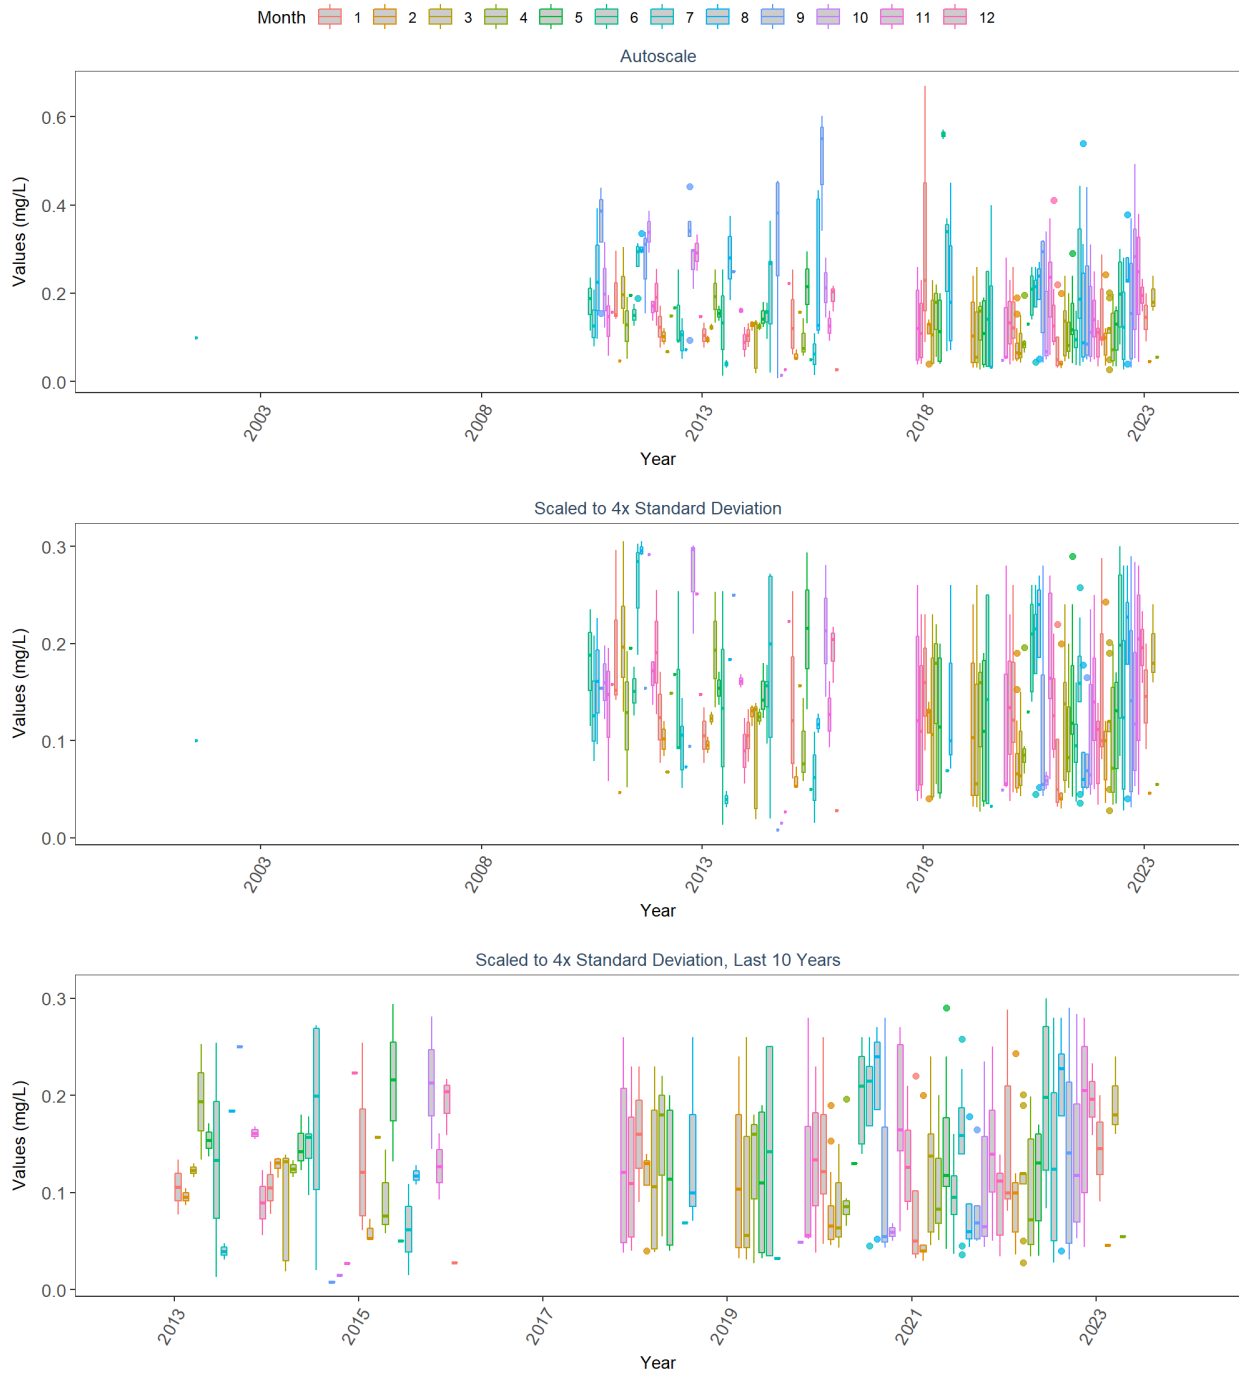 Month 1 2 3 4 5 6 7 8 9 10 11 12
Autoscale
Values (mg/L)
0.6
0.4
0.2
0.0
2003 2008 2013 2018 2023
Year
Scaled to 4x Standard Deviation
Values (mg/L)
0.3
0.2
0.1
0.0
2003 2008 2013 2018 2023
Year
Scaled to 4x Standard Deviation, Last 10 Years
Values (mg/L)
0.3
0.2
0.1
0.0
2013 2015 2017 2019 2021 2023
Year